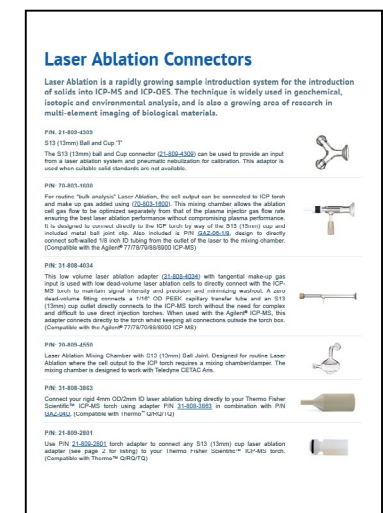 Laser Ablation Connectors
Laser Ablation is a rapidly growing sample introduction system for the introduction
of solids into ICP-MS and ICP-OES. The technique is widely used in geochemical,
isotopic and environmental analysis, and is also a growing area of research in
multi-element imaging of biological materials.
P/N: 21-809-4309
S13 (13mm) Ball and Cup 'T'
The S13 (13mm) ball and Cup connector (21-809-4309) can be used to provide an input
from a laser ablation system and pneumatic nebulization for calibration. This adaptor is
used when suitable solid standards are not available.
P/N: 70-803-1600
For routine "bulk analysis" Laser Ablation, the cell output can be connected to ICP torch
and make up gas added using (70-803-1600). This mixing chamber allows the ablation
cell gas flow to be optimized separately from that of the plasma injector gas flow rate
ensuring the best laser ablation performance without compromising plasma performance.
It is designed to connect directly to the ICP torch by way of the S13 (13mm) cup and
included metal ball joint clip. Also included is P/N GAZ-06-1/8, design to directly
connect soft-walled 1/8 inch ID tubing from the outlet of the laser to the mixing chamber.
(Compatible with the Agilent® 77/78/79/88/8900 ICP-MS)
P/N: 31-808-4034
This low volume laser ablation adapter (31-808-4034) with tangential make-up gas
input is used with low dead-volume laser ablation cells to directly connect with the ICP-
MS torch to maintain signal intensity and precision and minimizing washout. A zero
dead-volume fitting connects a 1/16" OD PEEK capillary transfer tube and an S13
(13mm) cup outlet directly connects to the ICP-MS torch without the need for complex
and difficult to use direct injection torches. When used with the Agilent® ICP-MS, this
adapter connects directly to the torch whilst keeping all connections outside the torch box.
(Compatible with the Agilent® 77/78/79/88/8900 ICP-MS)
P/N: 20-809-4550
Laser Ablation Mixing Chamber with S13 (13mm) Ball Joint. Designed for routine Laser
Ablation where the cell output to the ICP torch requires a mixing chamber/damper. The
mixing chamber is designed to work with Teledyne CETAC Aris.
P/N: 31-808-3883
Connect your rigid 4mm OD/2mm ID laser ablation tubing directly to your Thermo Fisher
Scientific™ ICP-MS torch using adapter P/N 31-808-3883 in combination with P/N
(Compatible with Thermo™ Q/RQ/TQ)
P/N: 21-809-2801
Use P/N 21-809-2801 torch adapter to connect any S13 (13mm) cup laser ablation
adapter (see page 2 for listing) to your Thermo Fisher Scientific™ ICP-MS torch.
(Compatible with Thermo™ Q/RQ/TQ)